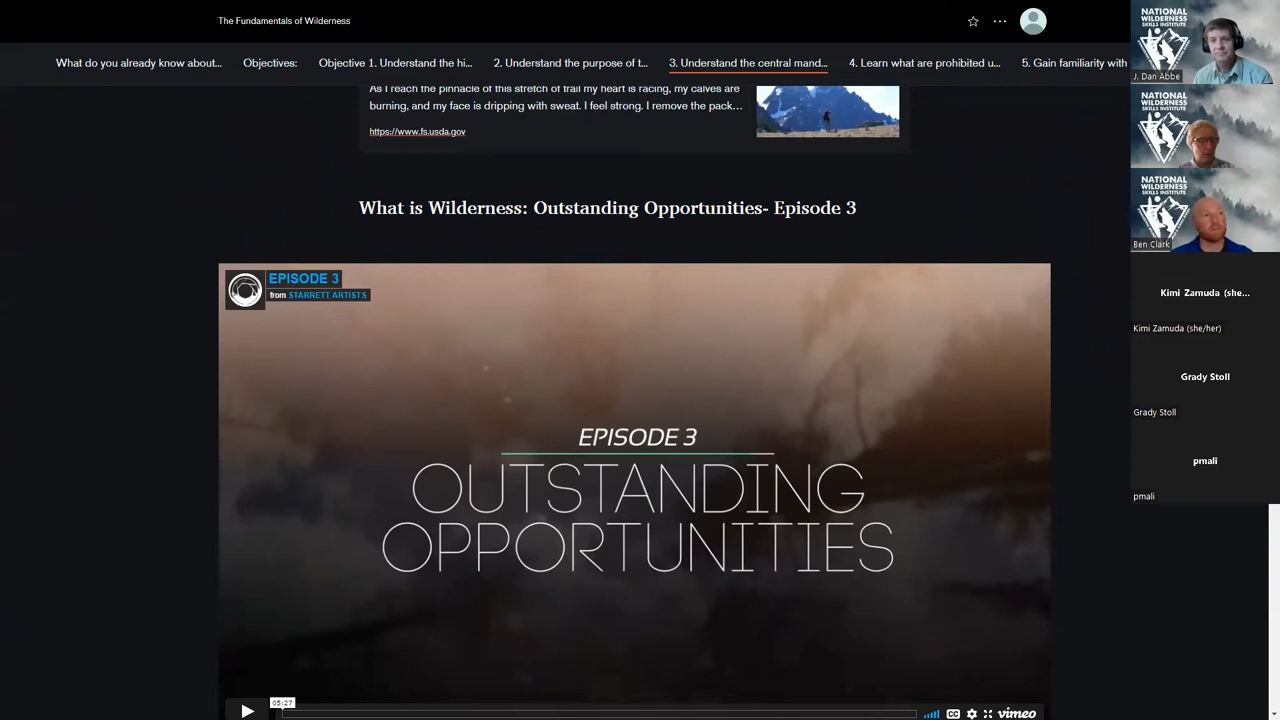 The Fundamentals of Wilderness
What do you already know about...
Objectives:
Objective 1. Understand the hi...
2. Understand the purpose of t...
3. Understand the central mand...
4. Learn what are prohibited u...
5. Gain familiarity with
As I reach the pinnacle of this stretch of trail my heart is racing, my calves are
burning, and my face is dripping with sweat. I feel strong. I remove the pack...
https://www.fs.usda.gov
What is Wilderness: Outstanding Opportunities- Episode 3
EPISODE 3
from STARRETT ARTISTS
EPISODE 3
OUTSTANDING
OPPORTUNITIES
05:27
CC
vimeo
NATIONAL
WILDERNESS
SKILLS INSTITUTE
J. Dan Abbe
NATIONAL
WILDERNESS
SKILLS INSTITUTE
NATIONAL
WILDERNESS
SKILLS INSTITUTE
Ben Clark
Kimi Zamuda (she...
Kimi Zamuda (she/her)
Grady Stoll
Grady Stoll
pmali
pmali